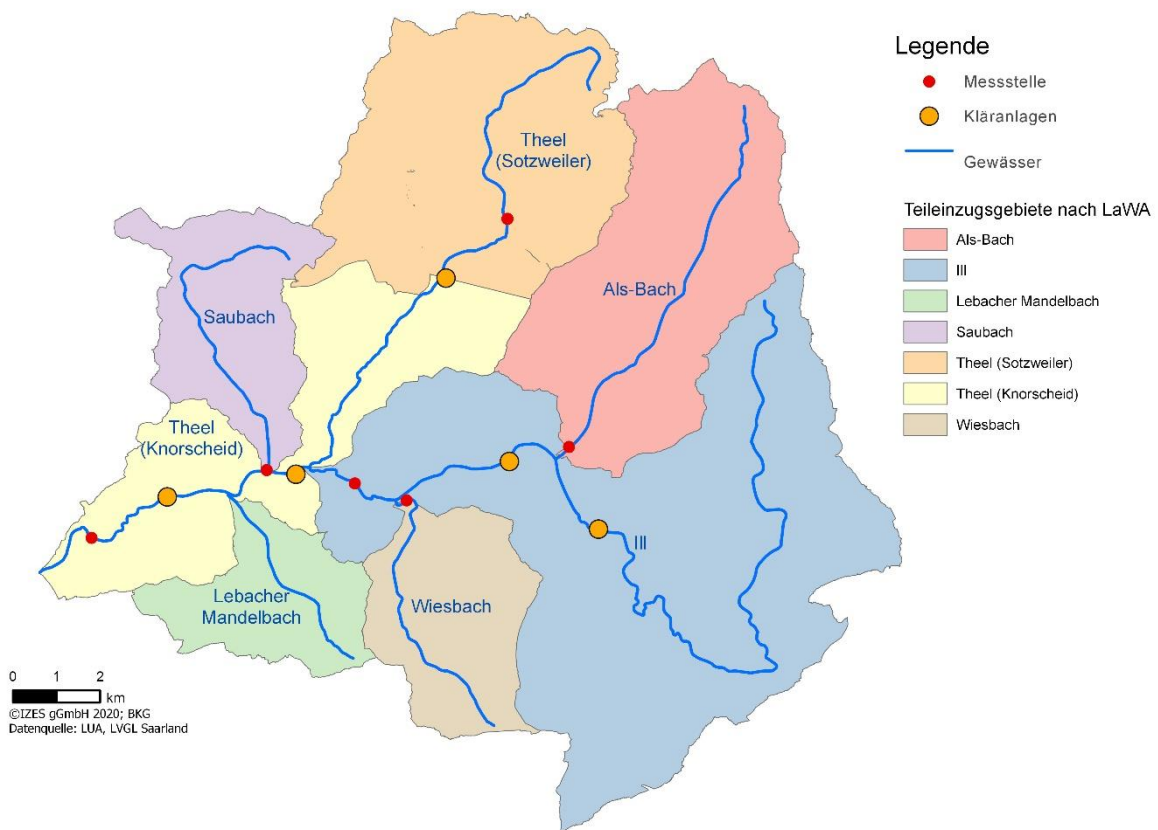 Legende
Messstelle
Kläranlagen
Gewässer
Teileinzugsgebiete nach LaWA
Als-Bach
Ill
Lebacher Mandelbach
Saubach
Theel (Sotzweiler)
Theel (Knorscheid)
Wiesbach
Theel
(Sotzweiler)
Als-Bach
Saubach
Theel
(Knorscheid)
Ill
Lebacher
Mandelbach
Wiesbach
0 1 2
km
©IZES gGmbH 2020; BKG
Datenquelle: LUA, LVGL Saarland